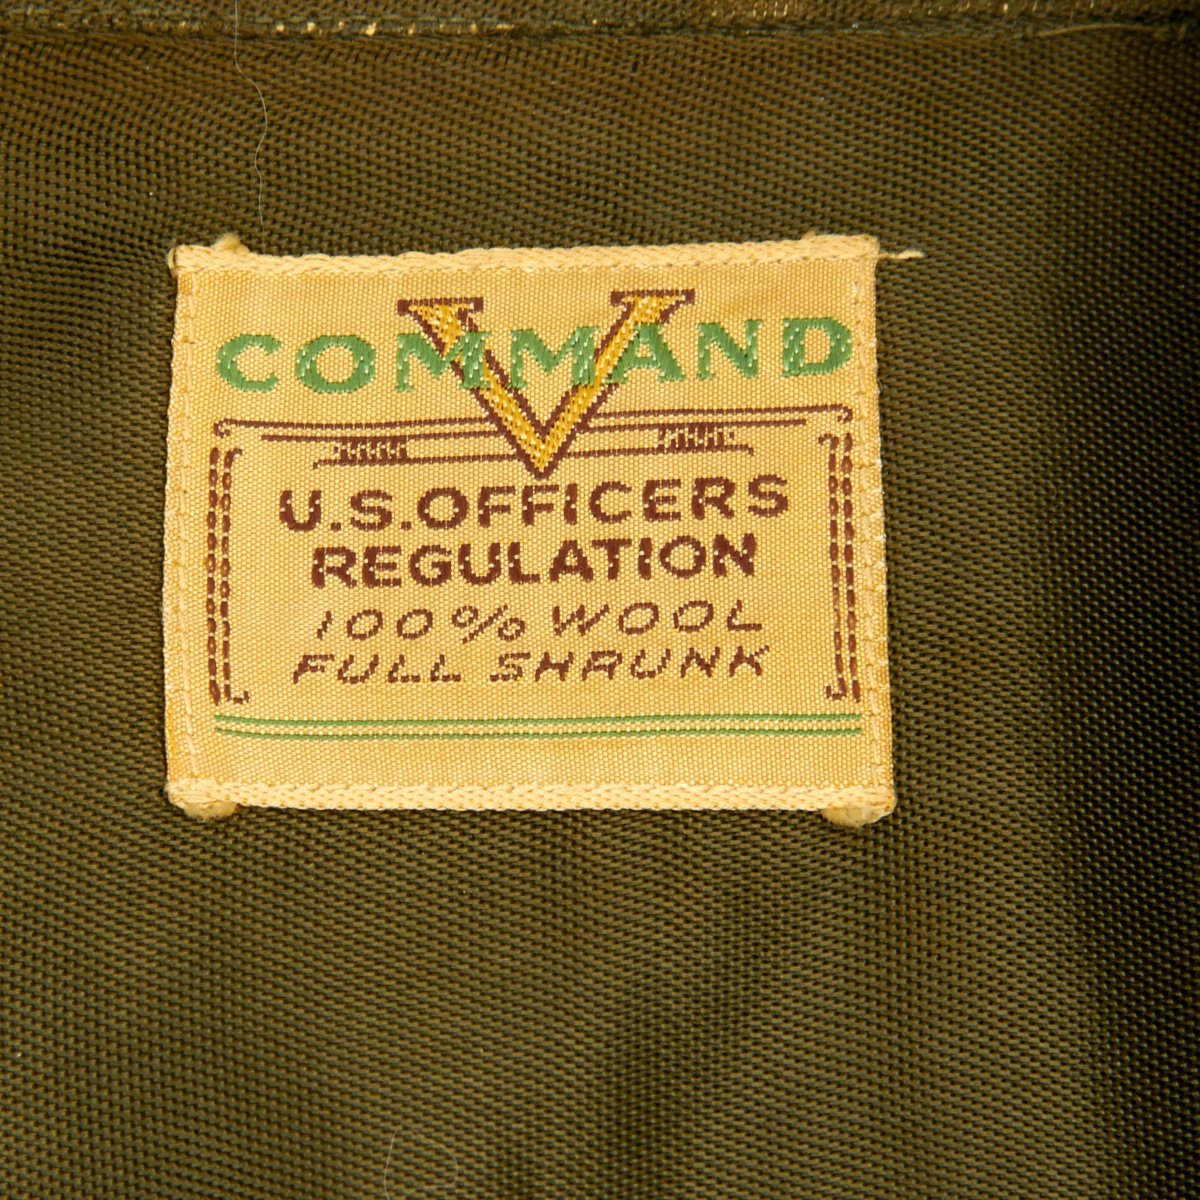 V
COMMAND
U.S. OFFICERS
REGULATION
100% WOOL
FULL SHRUNK